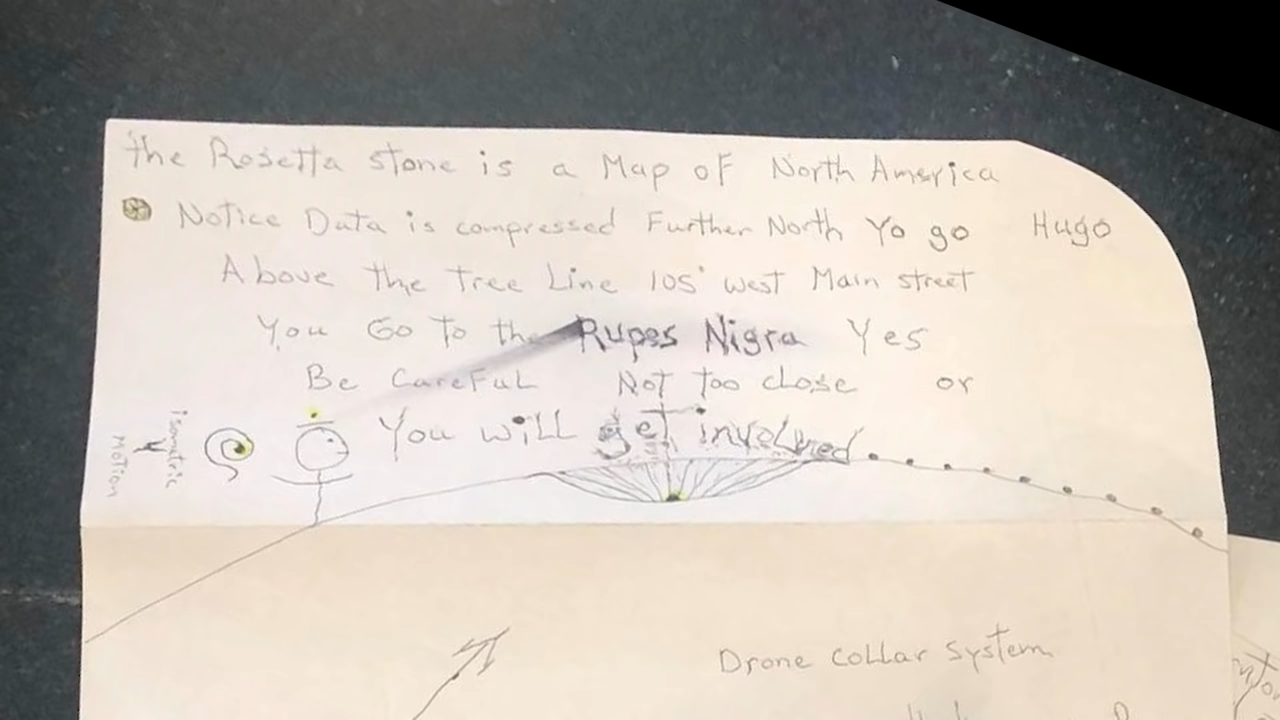 the Rosetta stone is a Map of North America
Notice Data is compressed Further North Yo go Hugo
Above the Tree Line 105° west Main street
You Go To the Rupes Nigra Yes
Be Careful Not Too close or
You will get involved
isometric
Motion
Drone Collar System